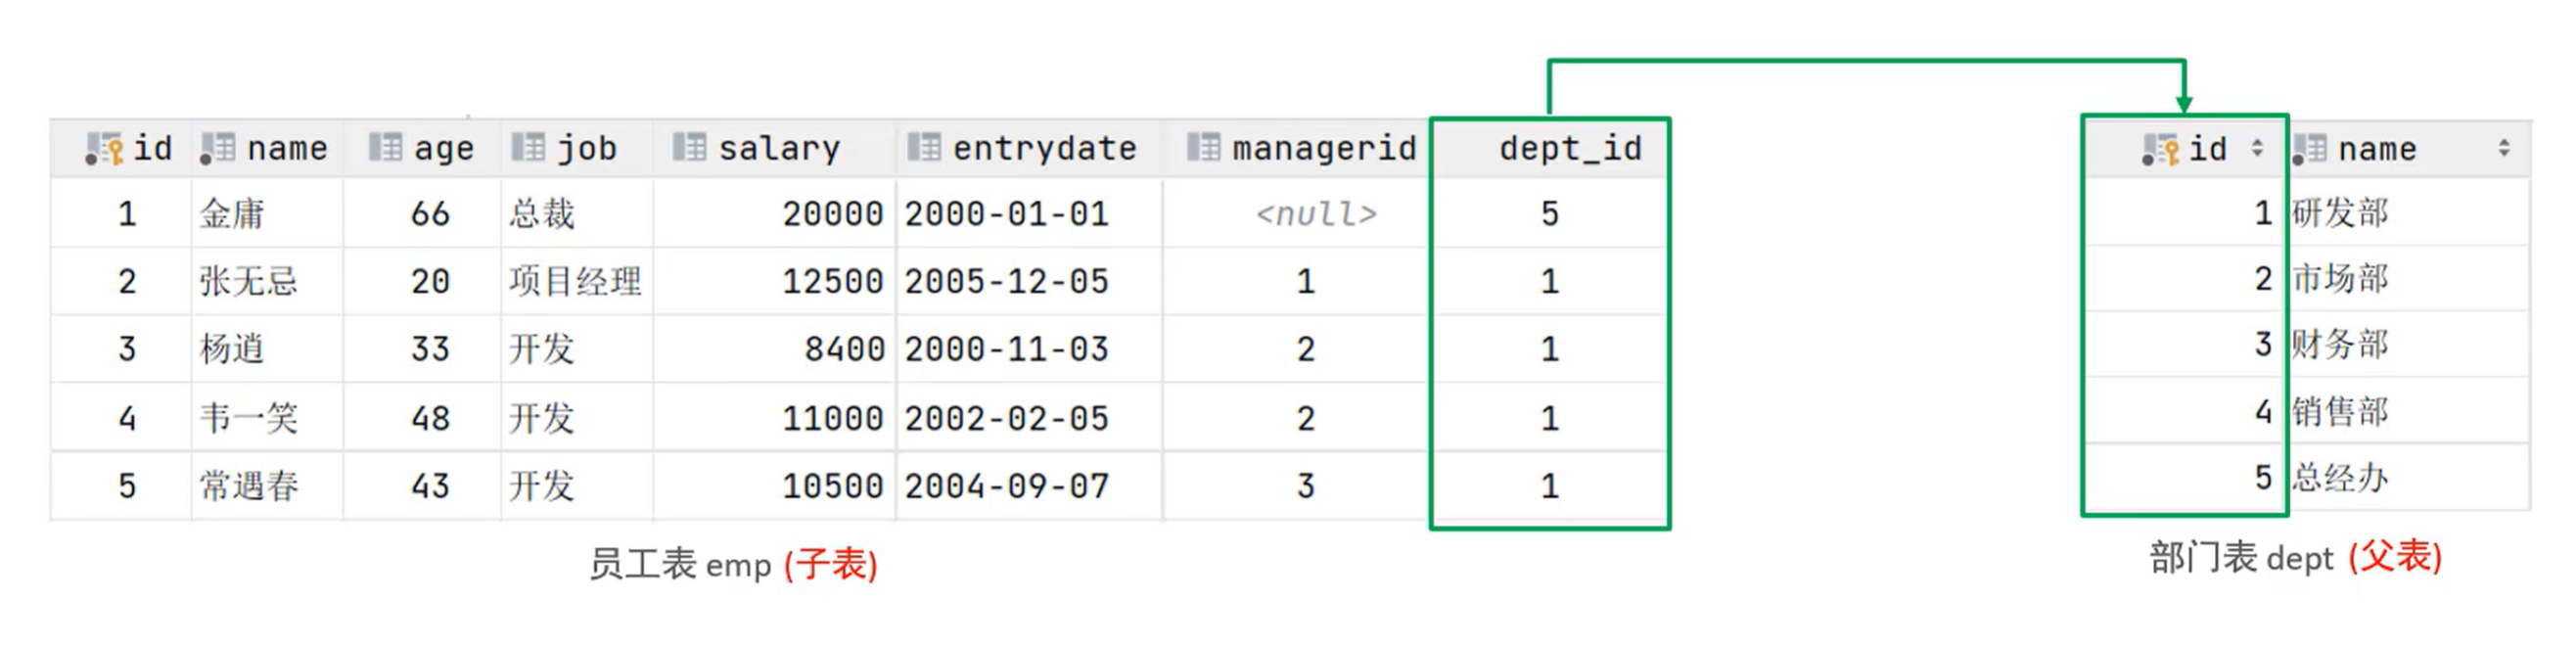 id name age job salary entrydate managerid dept_id id name
1 金庸 66 总裁 20000 2000-01-01 <null> 5 1 研发部
2 张无忌 20 项目经理 12500 2005-12-05 1 1 2 市场部
3 杨逍 33 开发 8400 2000-11-03 2 1 3 财务部
4 韦一笑 48 开发 11000 2002-02-05 2 1 4 销售部
5 常遇春 43 开发 10500 2004-09-07 3 1 5 总经办
员工表 emp (子表) 部门表 dept (父表)